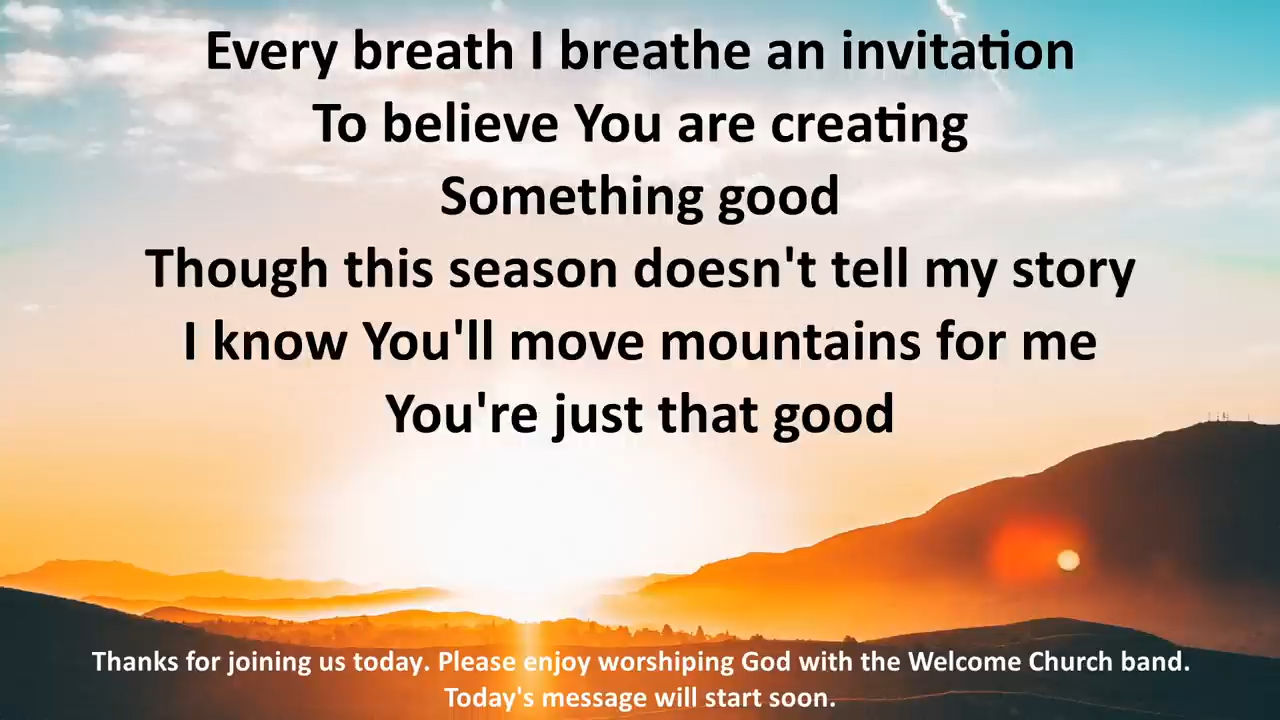 Every breath I breathe an invitation
To believe You are creating
Something good
Though this season doesn't tell my story
I know You'll move mountains for me
You're just that good
Thanks for joining us today. Please enjoy worshiping God with the Welcome Church band.
Today's message will start soon.